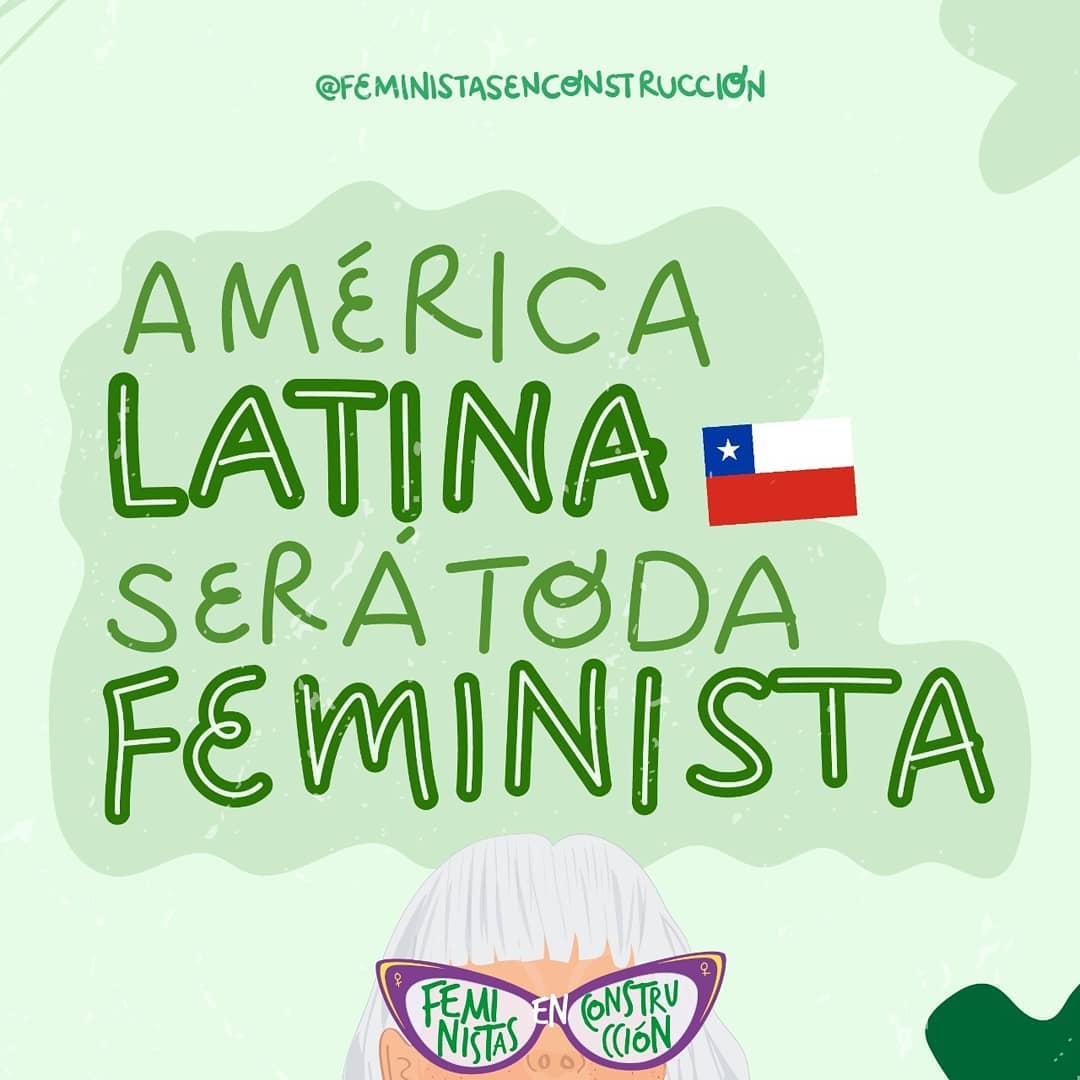 @FEMINISTASENCONSTRUCCIÓN
AMÉRICA
LATINA
SERÁ TODA
FEMINISTA
FEMI
NISTAS
EN
CONSTRU
CCIÓN